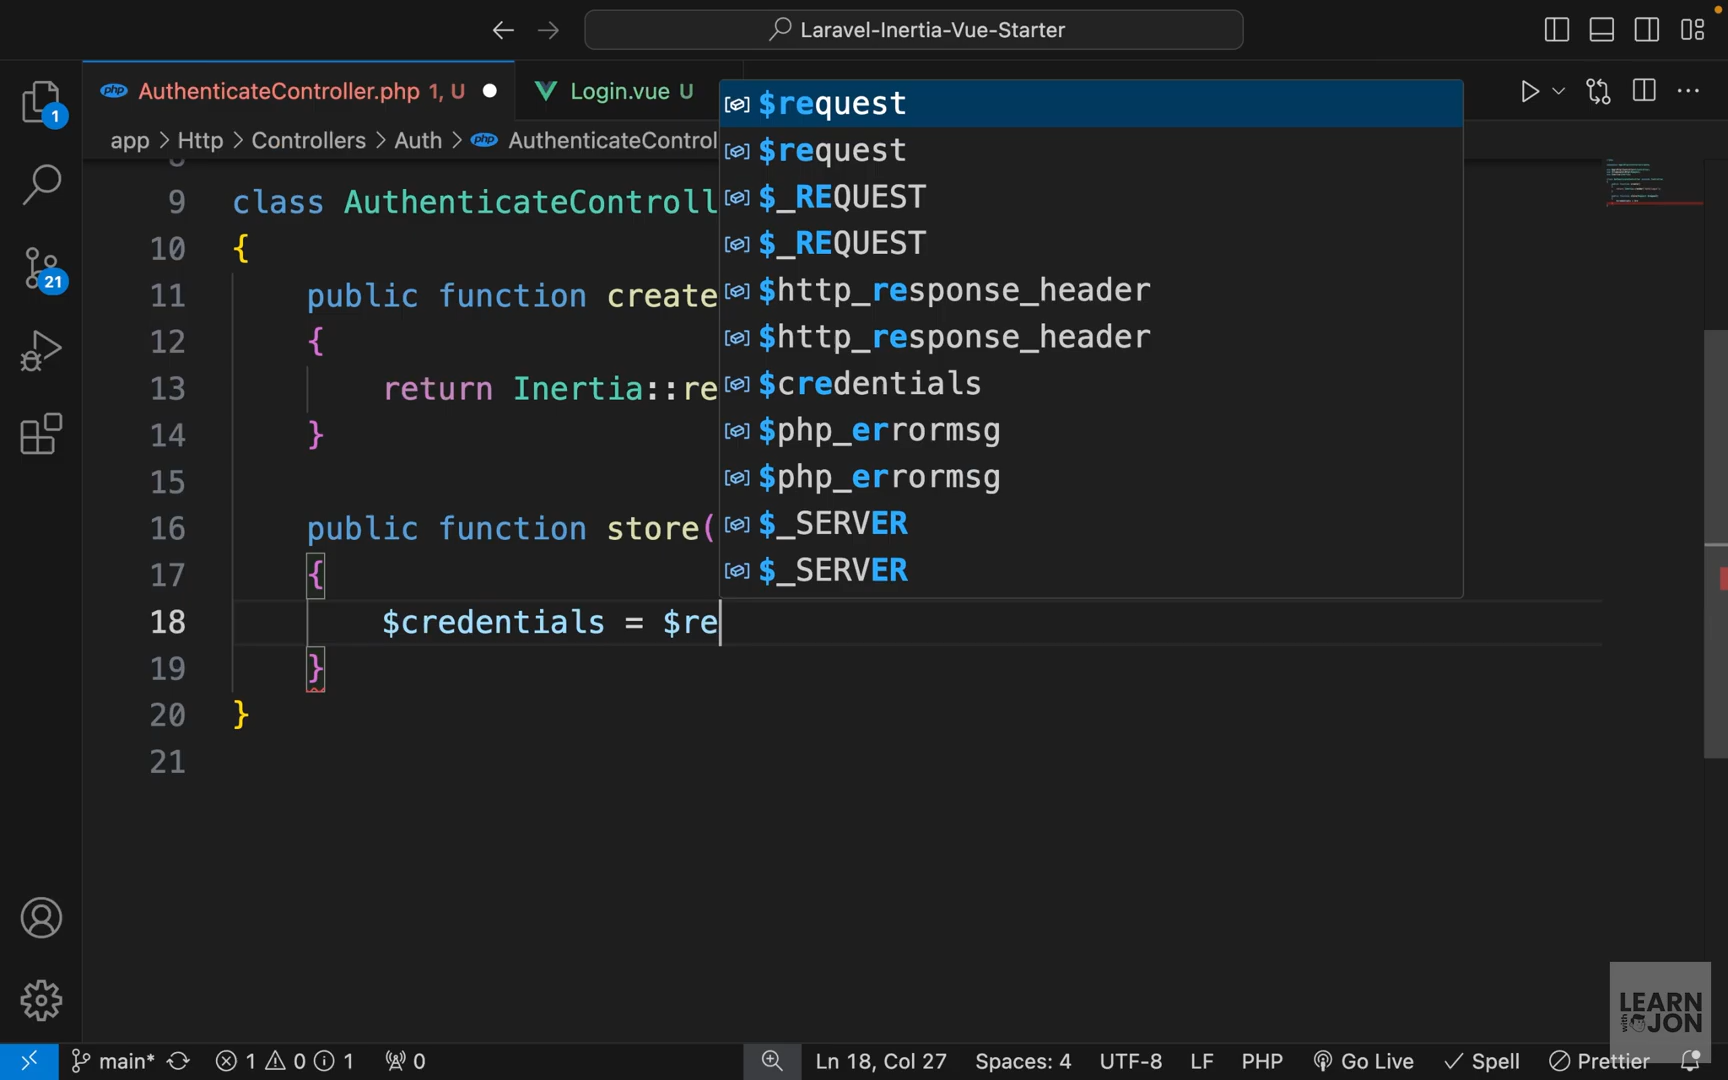 Laravel-Inertia-Vue-Starter
AuthenticateController.php 1, U
Login.vue U
app > Http > Controllers > Auth > AuthenticateControl
9 class AuthenticateControll
10 {
11 public function create
12 {
13 return Inertia::re
14 }
15
16 public function store(
17 {
18 $credentials = $re
19 }
20 }
21
$request
$request
$_REQUEST
$_REQUEST
$http_response_header
$http_response_header
$credentials
$php_errormsg
$php_errormsg
$_SERVER
$_SERVER
1
21
LEARN
with JON
main* 1 0 1 0 Ln 18, Col 27 Spaces: 4 UTF-8 LF PHP Go Live Spell Prettier